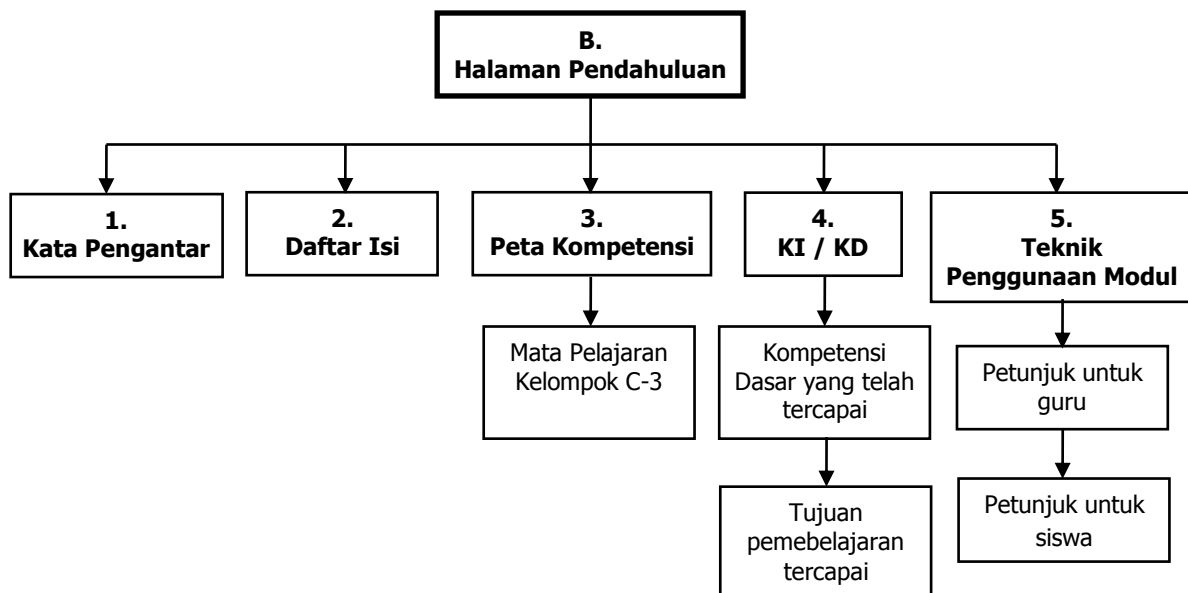 B.
Halaman Pendahuluan
1.
Kata Pengantar
2.
Daftar Isi
3.
Peta Kompetensi
4.
KI / KD
5.
Teknik
Penggunaan Modul
Mata Pelajaran
Kelompok C-3
Kompetensi
Dasar yang telah
tercapai
Petunjuk untuk
guru
Tujuan
pemebelajaran
tercapai
Petunjuk untuk
siswa